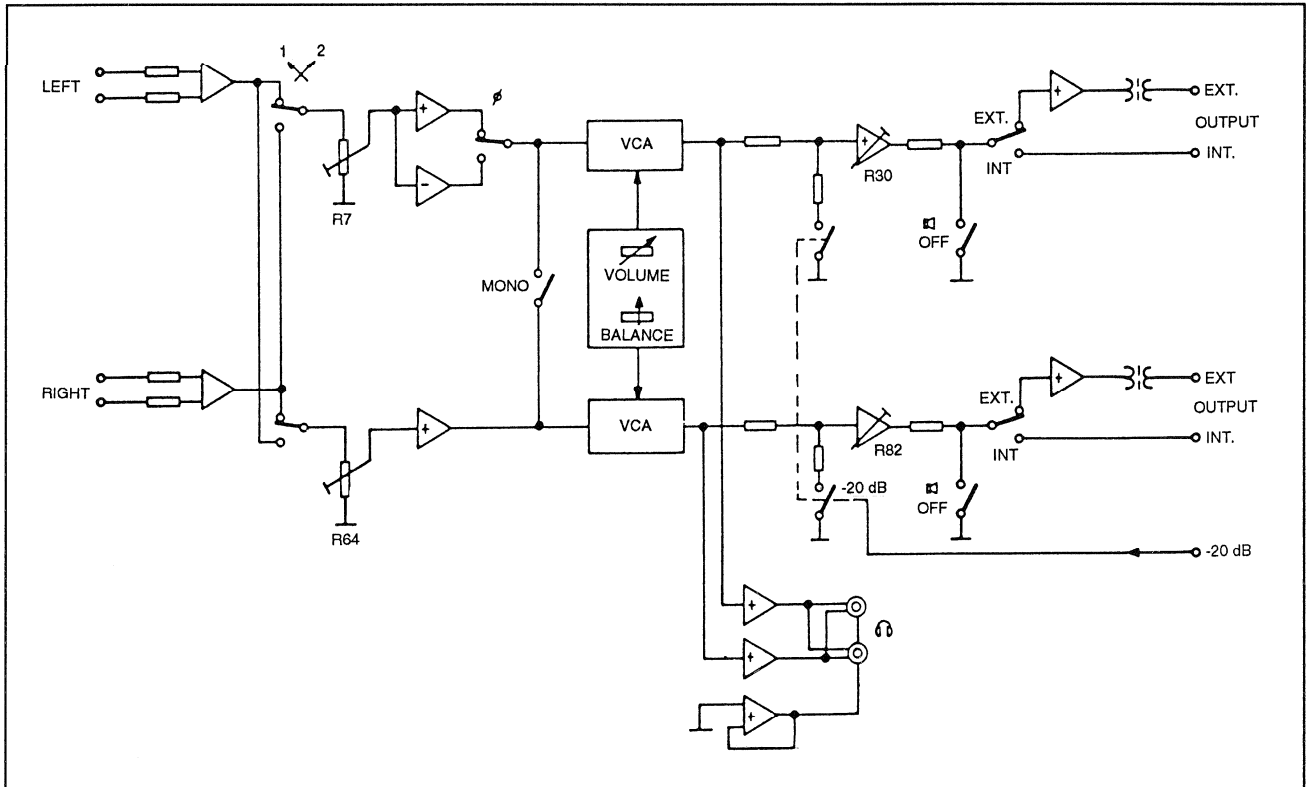 1 2
LEFT
ø
R7
VCA
R30
EXT.
INT
EXT.
OUTPUT
INT.
OFF
MONO
VOLUME
BALANCE
RIGHT
R64
VCA
R82
EXT.
INT
EXT
OUTPUT
INT.
-20 dB
OFF
-20 dB